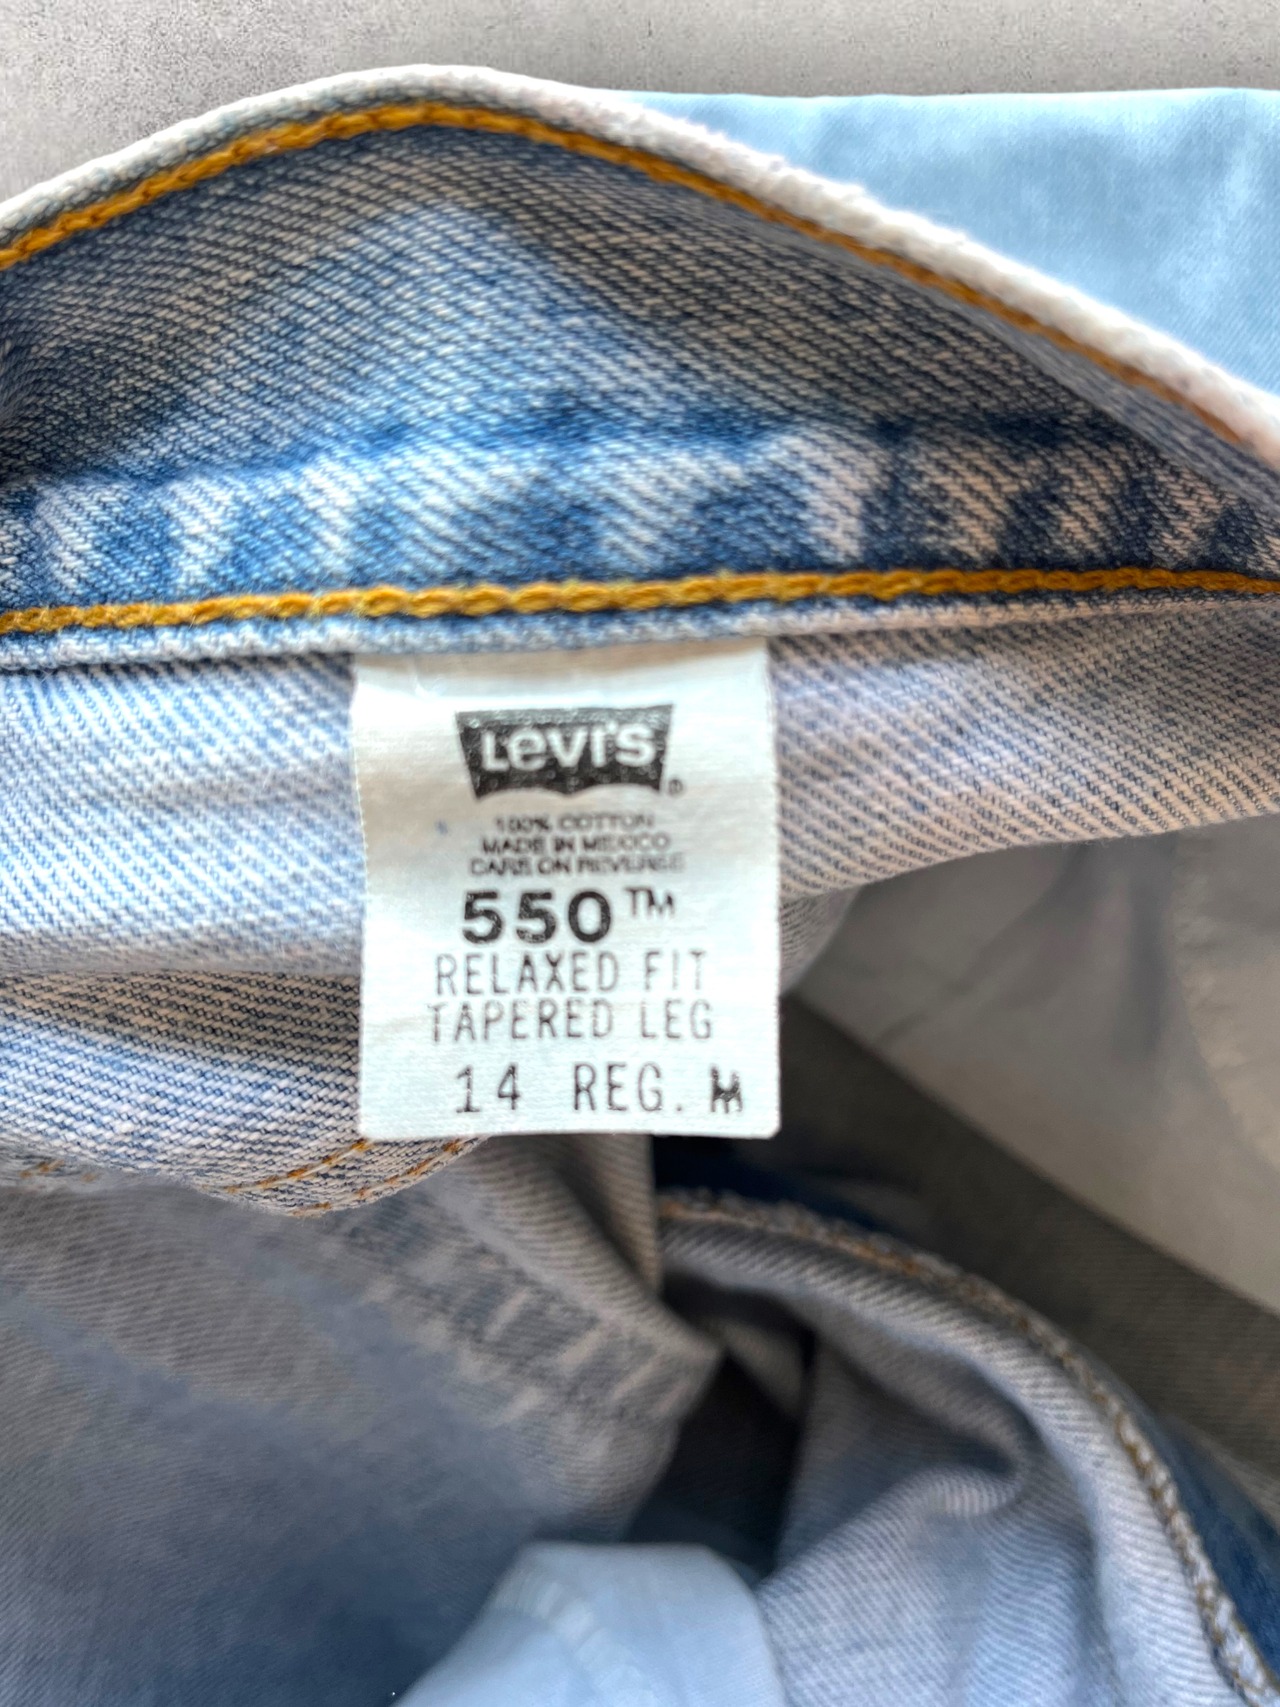 Levi's ®
100% COTTON
MADE IN MEXICO
CARE ON REVERSE
550™
RELAXED FIT
TAPERED LEG
14 REG. M